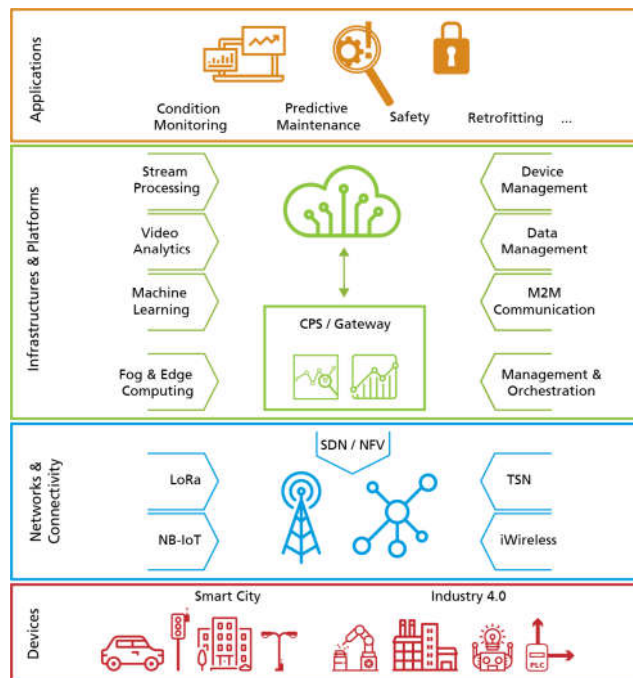 Applications
Condition
Monitoring
Predictive
Maintenance
Safety
Retrofitting
...
Infrastructures & Platforms
Stream
Processing
Device
Management
Video
Analytics
Data
Management
Machine
Learning
M2M
Communication
CPS / Gateway
Fog & Edge
Computing
Management &
Orchestration
Networks &
Connectivity
SDN / NFV
LoRa
TSN
NB-IoT
iWireless
Devices
Smart City
Industry 4.0
PLC